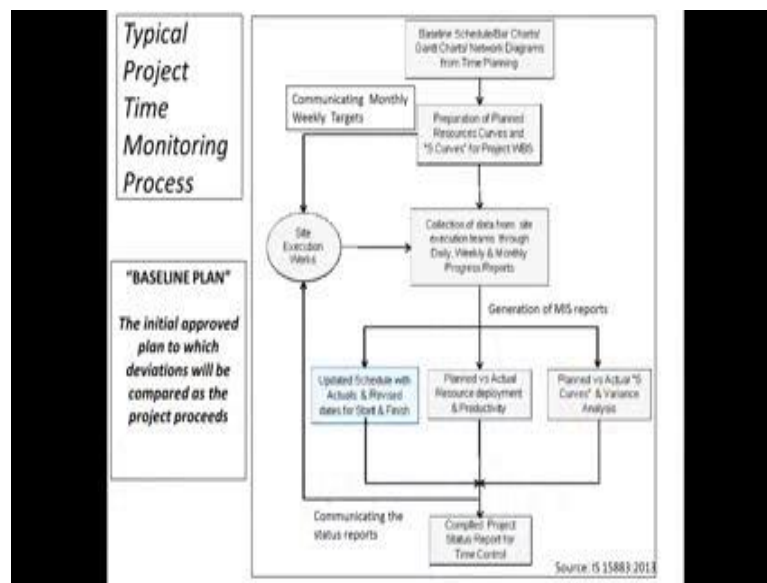 Typical
Project
Time
Monitoring
Process
"BASELINE PLAN"
The initial approved
plan to which
deviations will be
compared as the
project proceeds
Baseline Schedule/Bar Charts/
Gantt Charts/ Network Diagrams
from Time Planning
Communicating Monthly
Weekly Targets
Preparation of Planned
Resources Curves and
"S Curves" for Project WBS
Site
Execution
Works
Collection of data from site
execution teams through
Daily, Weekly & Monthly
Progress Reports
Generation of MIS reports
Updated Schedule with
Actuals & Revised
dates for Start & Finish
Planned vs Actual
Resource deployment
& Productivity
Planned vs Actual "S
Curves" & Variance
Analysis
Communicating the
status reports
Compiled Project
Status Report for
Time Control
Source: IS 15883:2013